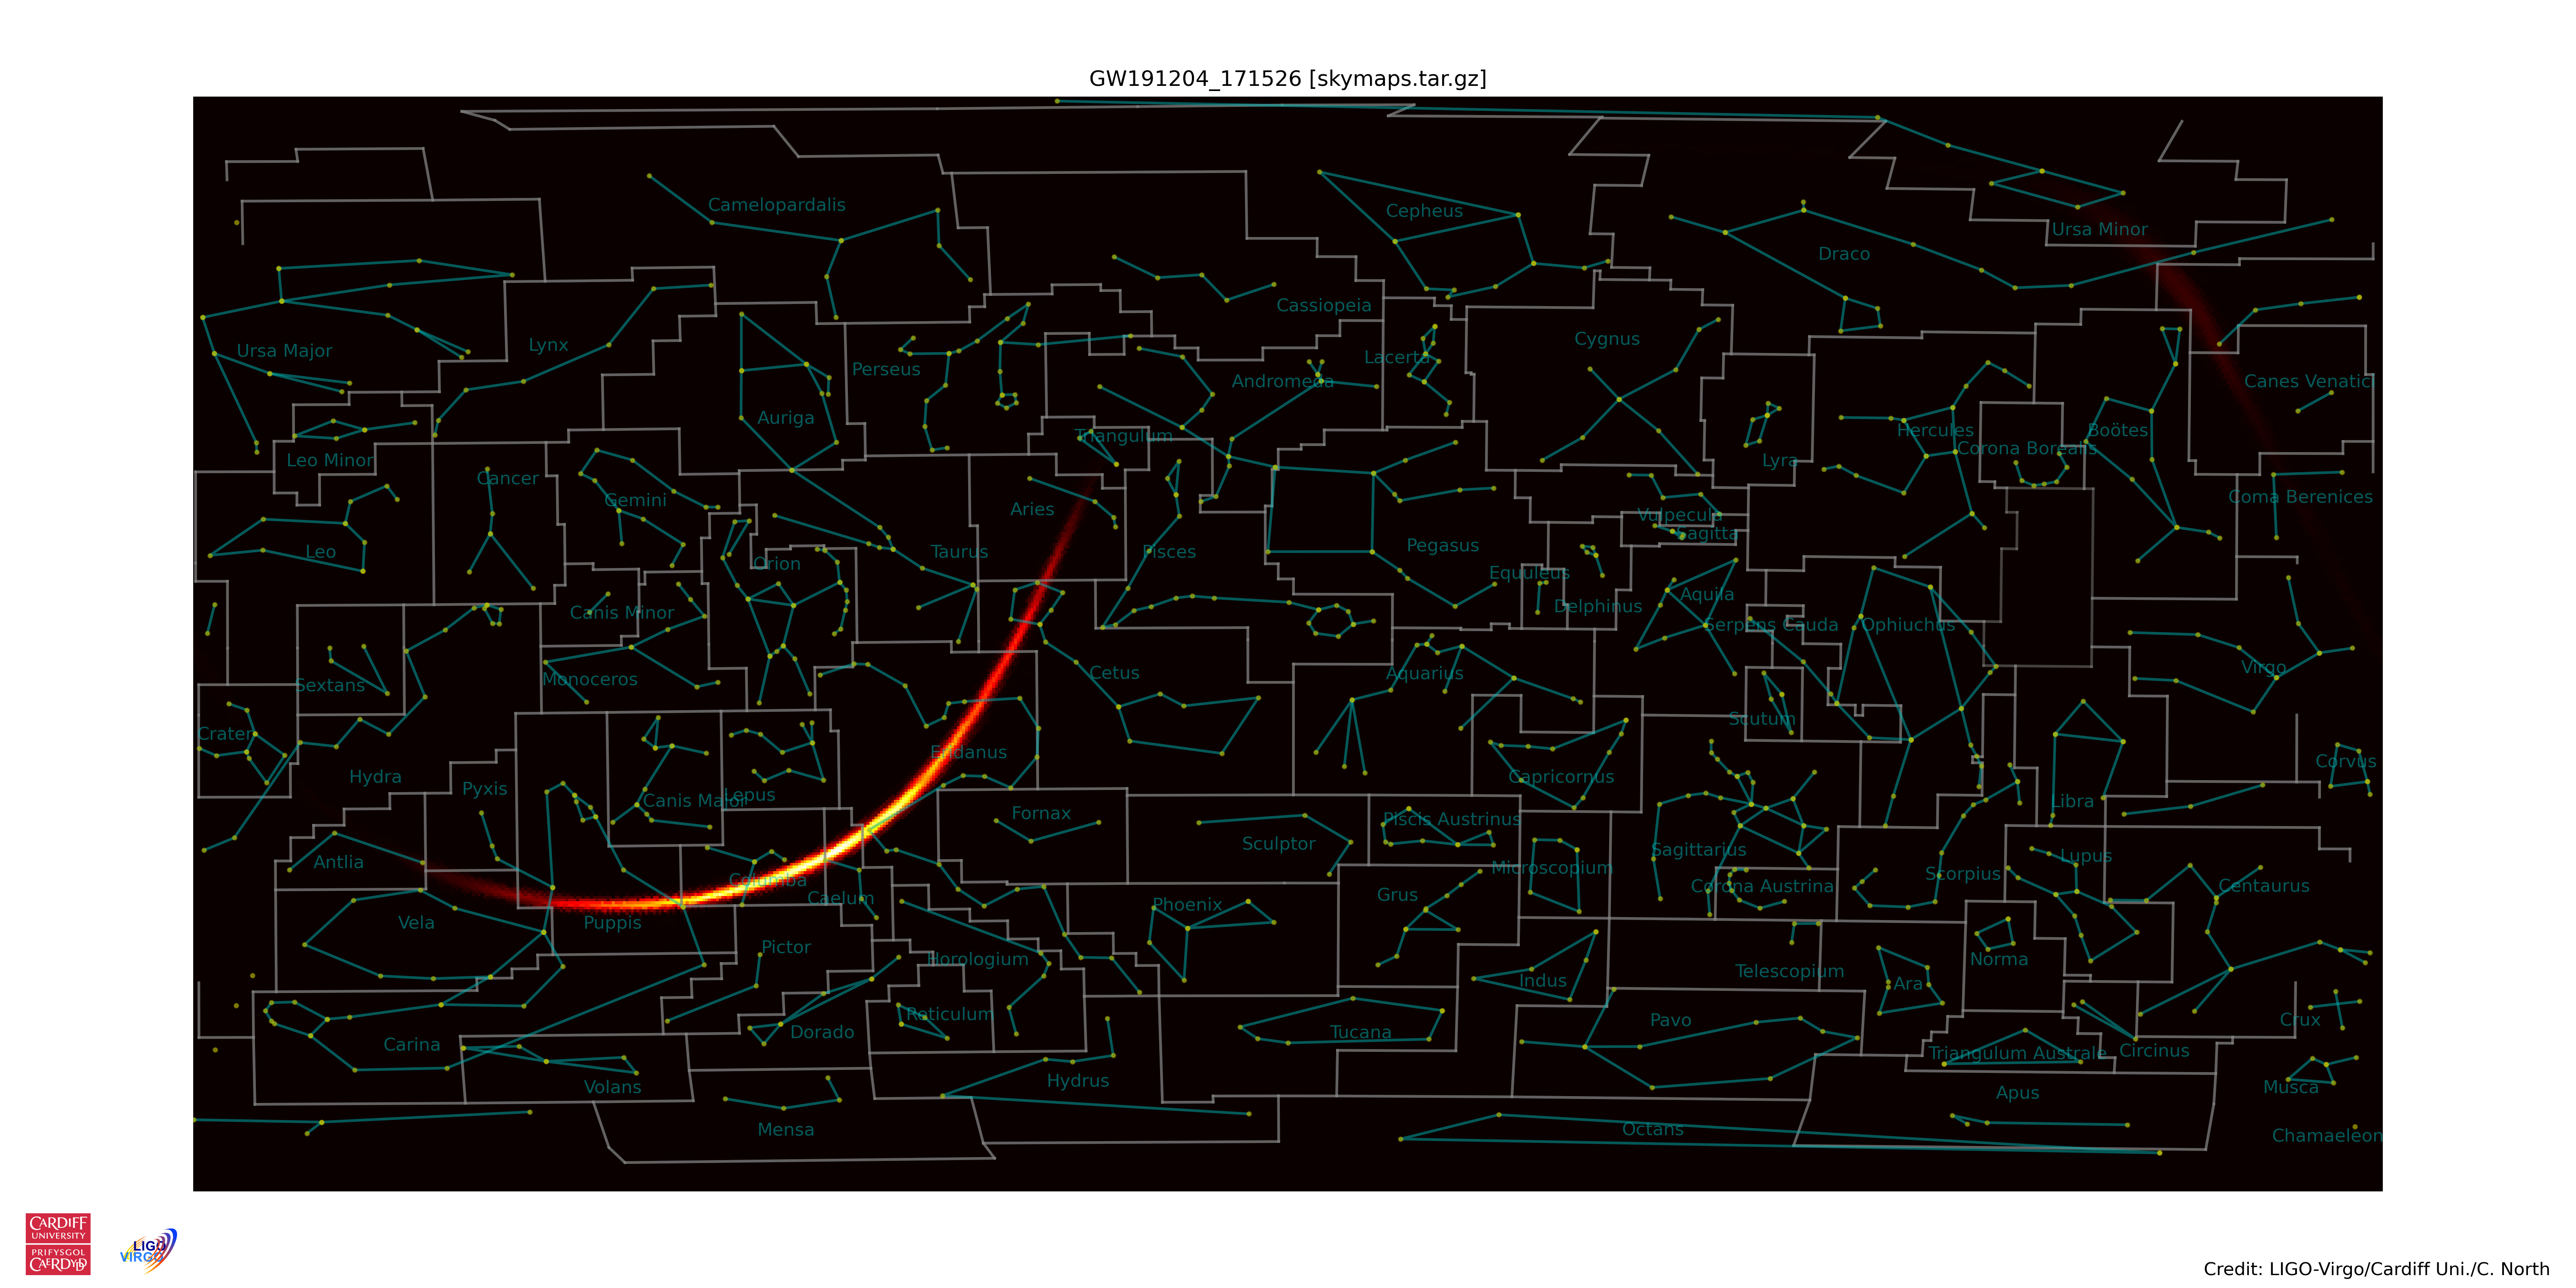 GW191204_171526 [skymaps.tar.gz]
Camelopardalis
Cepheus
Ursa Minor
Draco
Cassiopeia
Ursa Major
Lynx
Perseus
Cygnus
Lacerta
Andromeda
Canes Venatici
Auriga
Triangulum
Hercules
Boötes
Corona Borealis
Leo Minor
Lyra
Cancer
Gemini
Coma Berenices
Aries
Vulpecula
Sagitta
Leo
Taurus
Pisces
Pegasus
Orion
Equuleus
Aquila
Delphinus
Canis Minor
Serpens Cauda
Ophiuchus
Virgo
Cetus
Aquarius
Monoceros
Sextans
Scutum
Crater
Eridanus
Corvus
Hydra
Capricornus
Pyxis
Lepus
Canis Major
Libra
Fornax
Piscis Austrinus
Sculptor
Sagittarius
Lupus
Antlia
Microscopium
Scorpius
Columba
Corona Austrina
Centaurus
Grus
Caelum
Phoenix
Vela
Puppis
Pictor
Horologium
Norma
Telescopium
Indus
Ara
Reticulum
Pavo
Crux
Dorado
Tucana
Carina
Circinus
Triangulum Australe
Hydrus
Volans
Musca
Apus
Mensa
Octans
Chamaeleon
CARDIFF
UNIVERSITY
PRIFYSGOL
CAERDYDD
LIGO
VIRGO
Credit: LIGO-Virgo/Cardiff Uni./C. North